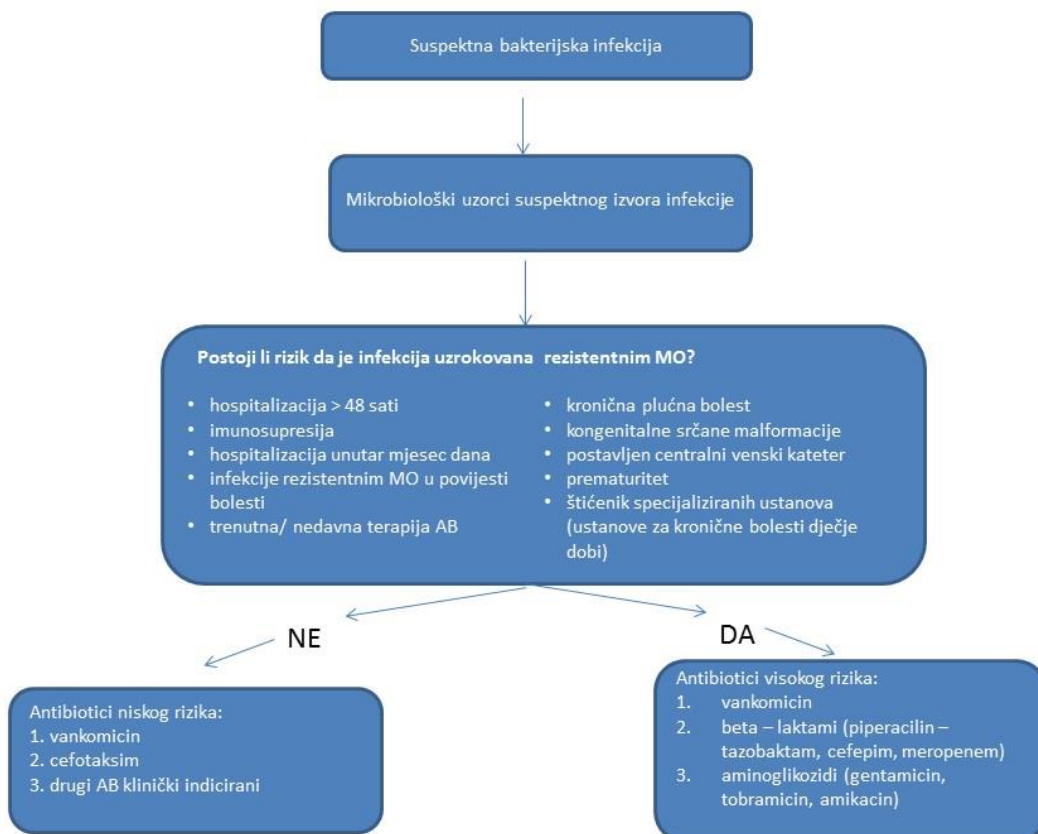 Suspektna bakterijska infekcija
Mikrobiološki uzorci suspektnog izvora infekcije
Postoji li rizik da je infekcija uzrokovana rezistentnim MO?
• hospitalizacija > 48 sati
• imunosupresija
• hospitalizacija unutar mjesec dana
• infekcije rezistentnim MO u povijesti
bolesti
• trenutna/ nedavna terapija AB
• kronična plućna bolest
• kongenitalne srčane malformacije
• postavljen centralni venski kateter
• prematuritet
• štićenik specijaliziranih ustanova
(ustanove za kronične bolesti dječje
dobi)
NE
DA
Antibiotici niskog rizika:
1. vankomicin
2. cefotaksim
3. drugi AB klinički indicirani
Antibiotici visokog rizika:
1. vankomicin
2. beta – laktami (piperacilin –
tazobaktam, cefepim, meropenem)
3. aminoglikozidi (gentamicin,
tobramicin, amikacin)